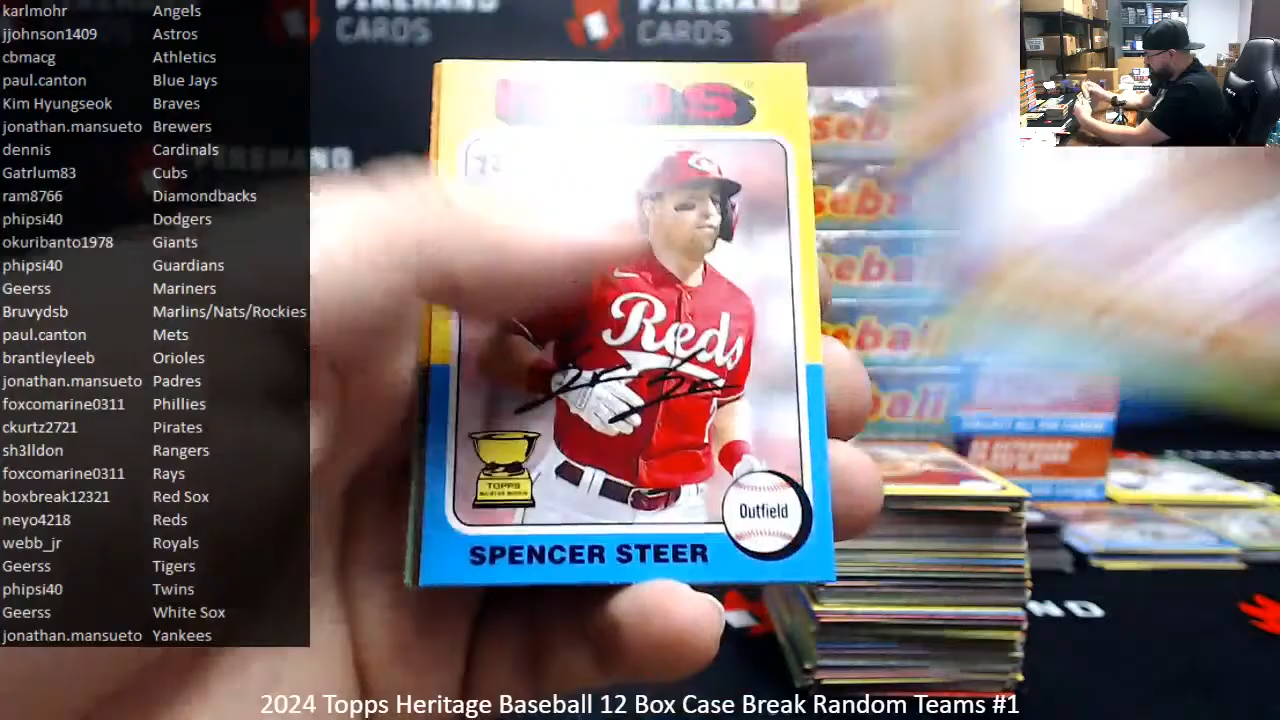 karlmohr Angels
jjohnson1409 Astros
cbmacg Athletics
paul.canton Blue Jays
Kim Hyungseok Braves
jonathan.mansueto Brewers
dennis Cardinals
Gatrlum83 Cubs
ram8766 Diamondbacks
phipsi40 Dodgers
okuribanto1978 Giants
phipsi40 Guardians
Geerss Mariners
Bruvydsb Marlins/Nats/Rockies
paul.canton Mets
brantleyleeb Orioles
jonathan.mansueto Padres
foxcomarine0311 Phillies
ckurtz2721 Pirates
sh3lldon Rangers
foxcomarine0311 Rays
boxbreak12321 Red Sox
neyo4218 Reds
webb_jr Royals
Geerss Tigers
phipsi40 Twins
Geerss White Sox
jonathan.mansueto Yankees
FIREHAND CARDS
FIREHAND CARDS
Reds
Reds
TOPPS
Outfield
SPENCER STEER
2024 Topps Heritage Baseball 12 Box Case Break Random Teams #1